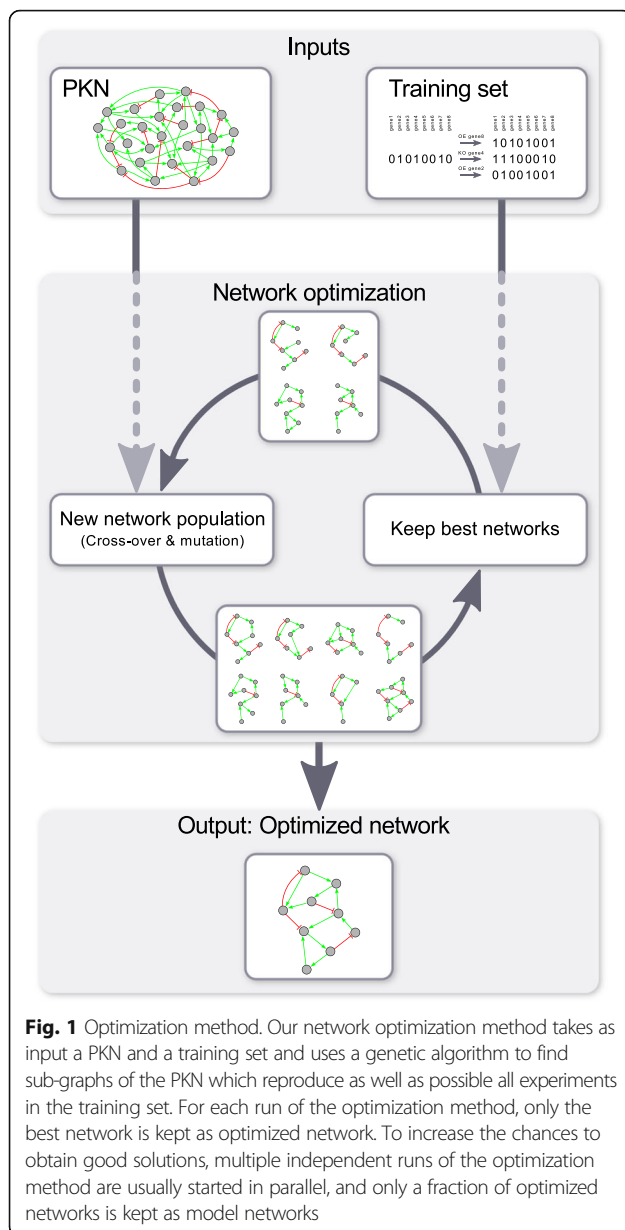 Inputs
PKN
Training set
gene1 gene2 gene3 gene4 gene5 gene6 gene7 gene8
gene1 gene2 gene3 gene4 gene5 gene6 gene7 gene8
OE gene8
10101001
01010010
KO gene4
11100010
OE gene2
01001001
Network optimization
New network population
(Cross-over & mutation)
Keep best networks
Output: Optimized network
Fig. 1 Optimization method. Our network optimization method takes as
input a PKN and a training set and uses a genetic algorithm to find
sub-graphs of the PKN which reproduce as well as possible all experiments
in the training set. For each run of the optimization method, only the
best network is kept as optimized network. To increase the chances to
obtain good solutions, multiple independent runs of the optimization
method are usually started in parallel, and only a fraction of optimized
networks is kept as model networks